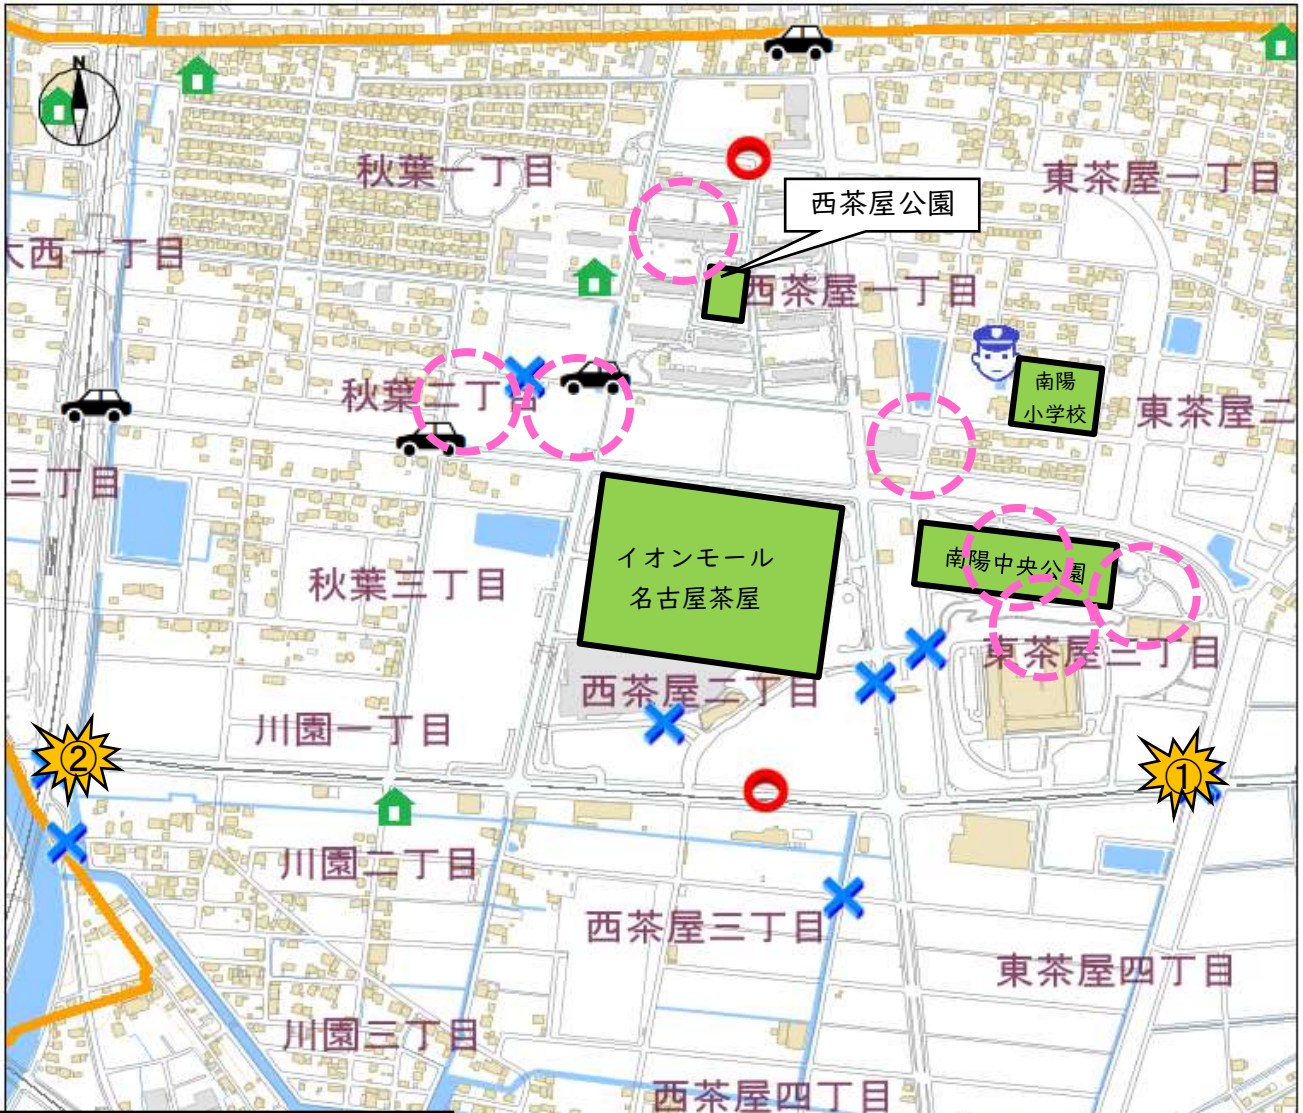 N
秋葉一丁目
東茶屋一丁目
西茶屋公園
大西一丁目
西茶屋一丁目
南陽
小学校
秋葉二丁目
東茶屋二
三丁目
イオンモール
名古屋茶屋
南陽中央公園
秋葉三丁目
東茶屋三丁目
西茶屋二丁目
川園一丁目
②
①
川園二丁目
西茶屋三丁目
東茶屋四丁目
川園三丁目
西茶屋四丁目